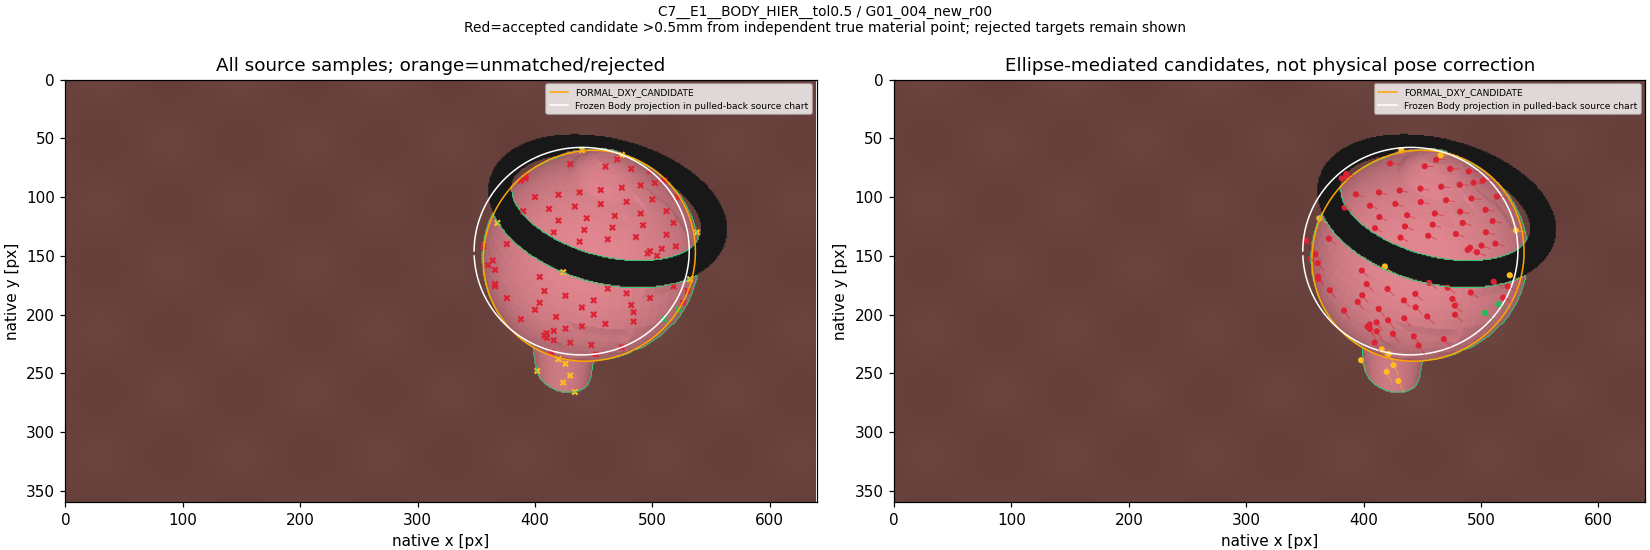 C7__E1__BODY_HIER__tol0.5 / G01_004_new_r00
Red=accepted candidate >0.5mm from independent true material point; rejected targets remain shown
All source samples; orange=unmatched/rejected
FORMAL_DXY_CANDIDATE
Frozen Body projection in pulled-back source chart
native y [px]
0
50
100
150
200
250
300
350
0
100
200
300
400
500
600
native x [px]
Ellipse-mediated candidates, not physical pose correction
FORMAL_DXY_CANDIDATE
Frozen Body projection in pulled-back source chart
native y [px]
0
50
100
150
200
250
300
350
0
100
200
300
400
500
600
native x [px]